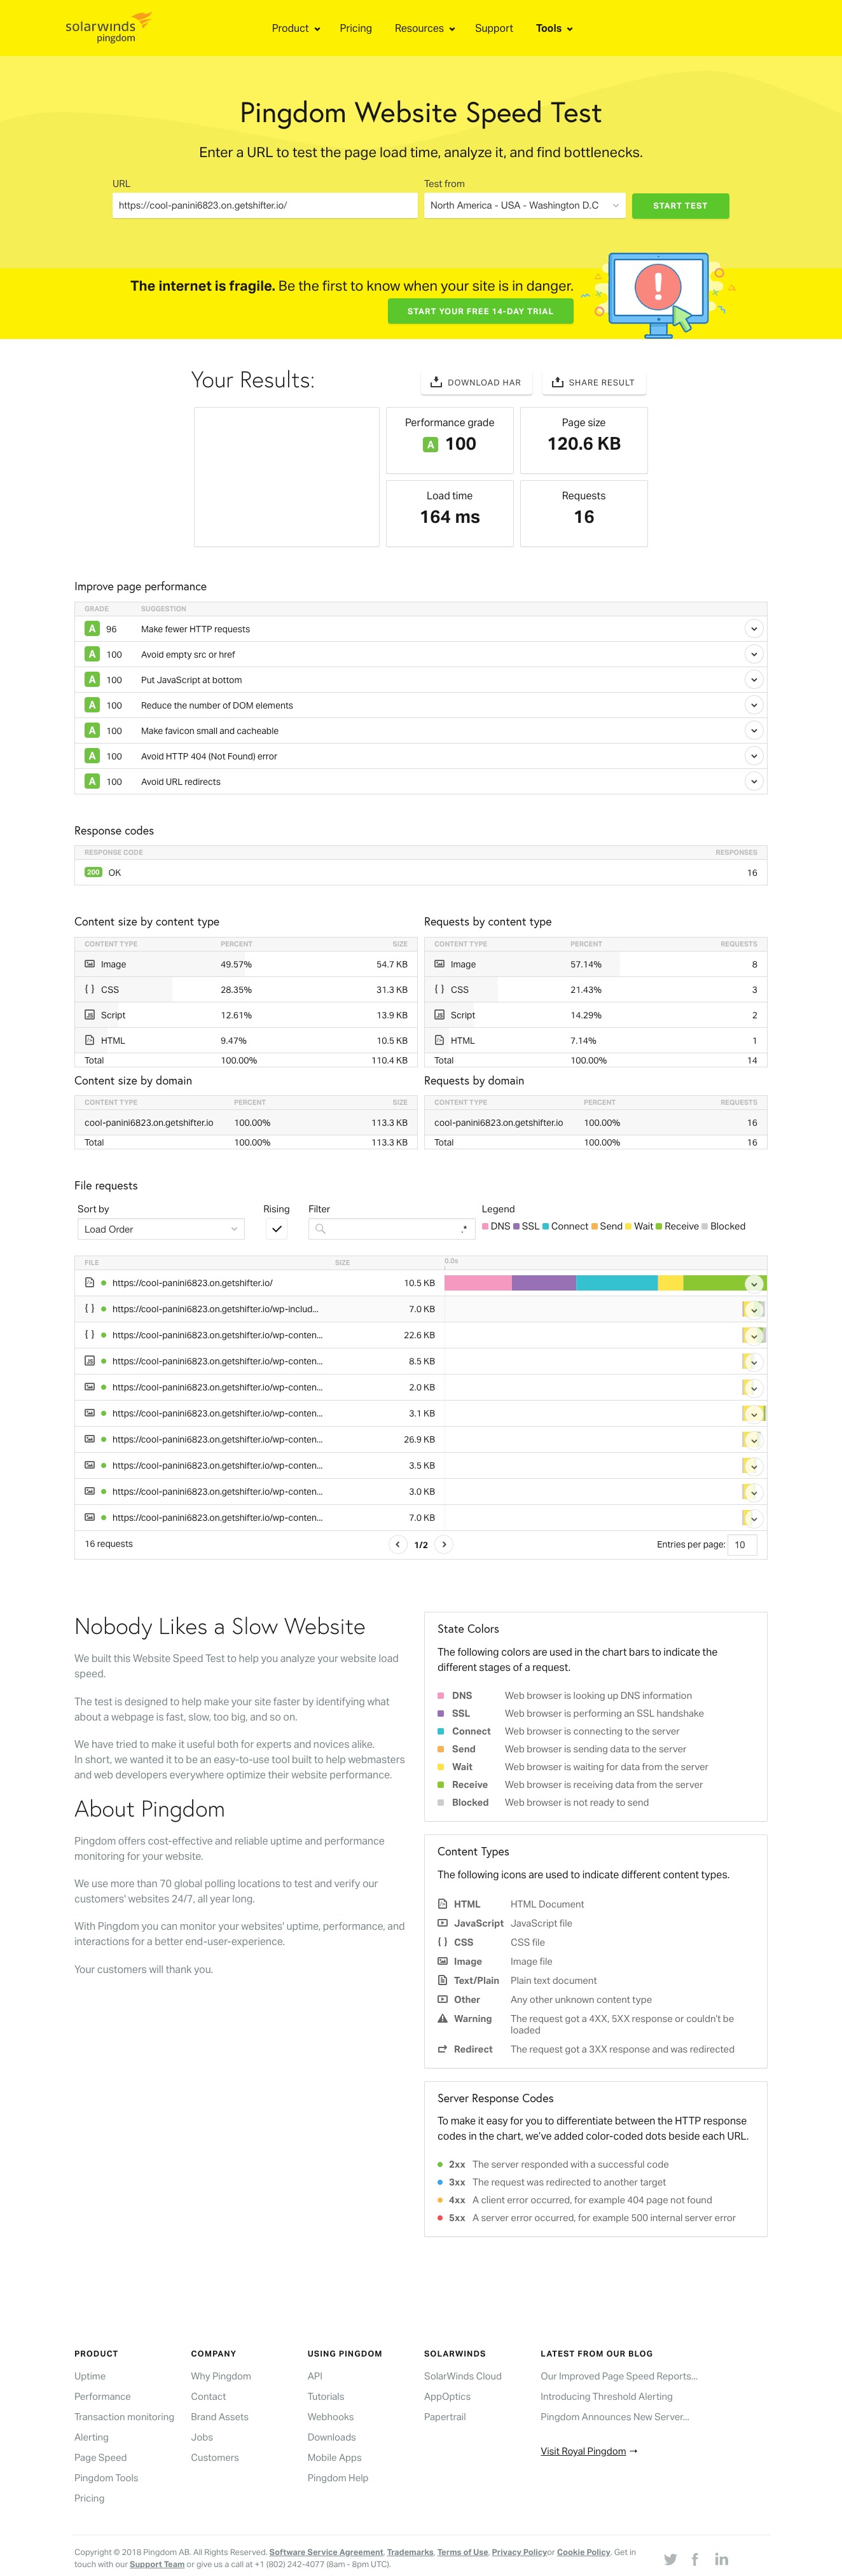 solarwinds
pingdom
Product Pricing Resources Support Tools
Pingdom Website Speed Test
Enter a URL to test the page load time, analyze it, and find bottlenecks.
URL Test from
https://cool-panini6823.on.getshifter.io/ North America - USA - Washington D.C START TEST
The internet is fragile. Be the first to know when your site is in danger.
START YOUR FREE 14-DAY TRIAL
Your Results:
DOWNLOAD HAR SHARE RESULT
Performance grade Page size
A 100 120.6 KB
Load time Requests
164 ms 16
Improve page performance
GRADE SUGGESTION
A 96 Make fewer HTTP requests
A 100 Avoid empty src or href
A 100 Put JavaScript at bottom
A 100 Reduce the number of DOM elements
A 100 Make favicon small and cacheable
A 100 Avoid HTTP 404 (Not Found) error
A 100 Avoid URL redirects
Response codes
RESPONSE CODE RESPONSES
200 OK 16
Content size by content type
CONTENT TYPE PERCENT SIZE
Image 49.57% 54.7 KB
CSS 28.35% 31.3 KB
JS Script 12.61% 13.9 KB
HTML 9.47% 10.5 KB
Total 100.00% 110.4 KB
Requests by content type
CONTENT TYPE PERCENT REQUESTS
Image 57.14% 8
CSS 21.43% 3
JS Script 14.29% 2
HTML 7.14% 1
Total 100.00% 14
Content size by domain
CONTENT TYPE PERCENT SIZE
cool-panini6823.on.getshifter.io 100.00% 113.3 KB
Total 100.00% 113.3 KB
Requests by domain
CONTENT TYPE PERCENT REQUESTS
cool-panini6823.on.getshifter.io 100.00% 16
Total 100.00% 16
File requests
Sort by Rising Filter Legend
Load Order .* DNS SSL Connect Send Wait Receive Blocked
FILE SIZE 0.0s
https://cool-panini6823.on.getshifter.io/ 10.5 KB
{ } https://cool-panini6823.on.getshifter.io/wp-includ... 7.0 KB
{ } https://cool-panini6823.on.getshifter.io/wp-conten... 22.6 KB
JS https://cool-panini6823.on.getshifter.io/wp-conten... 8.5 KB
https://cool-panini6823.on.getshifter.io/wp-conten... 2.0 KB
https://cool-panini6823.on.getshifter.io/wp-conten... 3.1 KB
https://cool-panini6823.on.getshifter.io/wp-conten... 26.9 KB
https://cool-panini6823.on.getshifter.io/wp-conten... 3.5 KB
https://cool-panini6823.on.getshifter.io/wp-conten... 3.0 KB
https://cool-panini6823.on.getshifter.io/wp-conten... 7.0 KB
16 requests 1/2 Entries per page: 10
Nobody Likes a Slow Website
We built this Website Speed Test to help you analyze your website load
speed.
The test is designed to help make your site faster by identifying what
about a webpage is fast, slow, too big, and so on.
We have tried to make it useful both for experts and novices alike.
In short, we wanted it to be an easy-to-use tool built to help webmasters
and web developers everywhere optimize their website performance.
About Pingdom
Pingdom offers cost-effective and reliable uptime and performance
monitoring for your website.
We use more than 70 global polling locations to test and verify our
customers' websites 24/7, all year long.
With Pingdom you can monitor your websites' uptime, performance, and
interactions for a better end-user-experience.
Your customers will thank you.
State Colors
The following colors are used in the chart bars to indicate the
different stages of a request.
DNS Web browser is looking up DNS information
SSL Web browser is performing an SSL handshake
Connect Web browser is connecting to the server
Send Web browser is sending data to the server
Wait Web browser is waiting for data from the server
Receive Web browser is receiving data from the server
Blocked Web browser is not ready to send
Content Types
The following icons are used to indicate different content types.
HTML HTML Document
JavaScript JavaScript file
{ } CSS CSS file
Image Image file
Text/Plain Plain text document
Other Any other unknown content type
Warning The request got a 4XX, 5XX response or couldn't be
loaded
Redirect The request got a 3XX response and was redirected
Server Response Codes
To make it easy for you to differentiate between the HTTP response
codes in the chart, we've added color-coded dots beside each URL.
2xx The server responded with a successful code
3xx The request was redirected to another target
4xx A client error occurred, for example 404 page not found
5xx A server error occurred, for example 500 internal server error
PRODUCT
Uptime
Performance
Transaction monitoring
Alerting
Page Speed
Pingdom Tools
Pricing
COMPANY
Why Pingdom
Contact
Brand Assets
Jobs
Customers
USING PINGDOM
API
Tutorials
Webhooks
Downloads
Mobile Apps
Pingdom Help
SOLARWINDS
SolarWinds Cloud
AppOptics
Papertrail
LATEST FROM OUR BLOG
Our Improved Page Speed Reports...
Introducing Threshold Alerting
Pingdom Announces New Server...
Visit Royal Pingdom →
Copyright © 2018 Pingdom AB. All Rights Reserved. Software Service Agreement, Trademarks, Terms of Use, Privacy Policyor Cookie Policy. Get in
touch with our Support Team or give us a call at +1 (802) 242-4077 (8am - 8pm UTC).